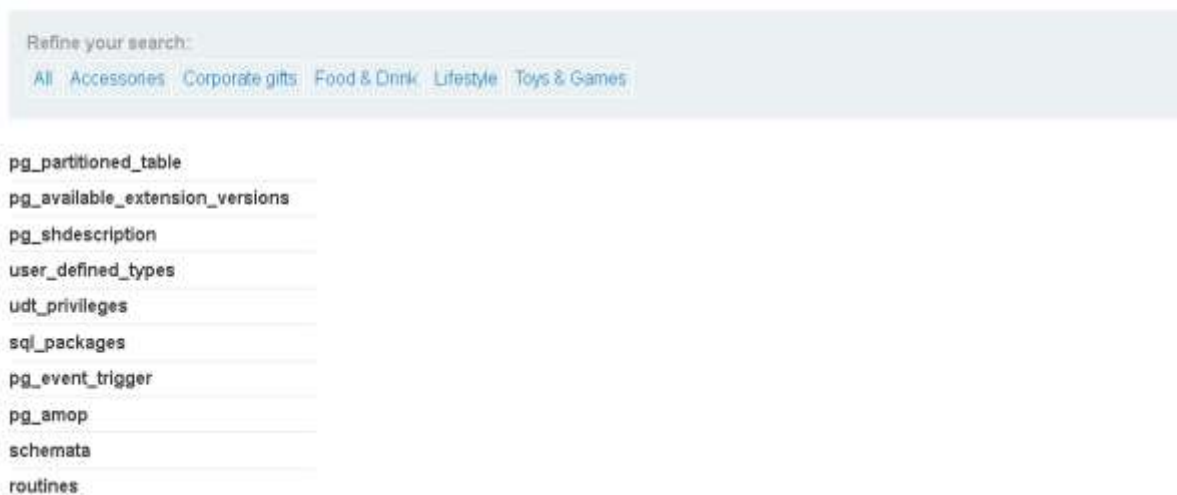 Refine your search:
All Accessories Corporate gifts Food & Drink Lifestyle Toys & Games
pg_partitioned_table
pg_available_extension_versions
pg_shdescription
user_defined_types
udt_privileges
sql_packages
pg_event_trigger
pg_amop
schemata
routines